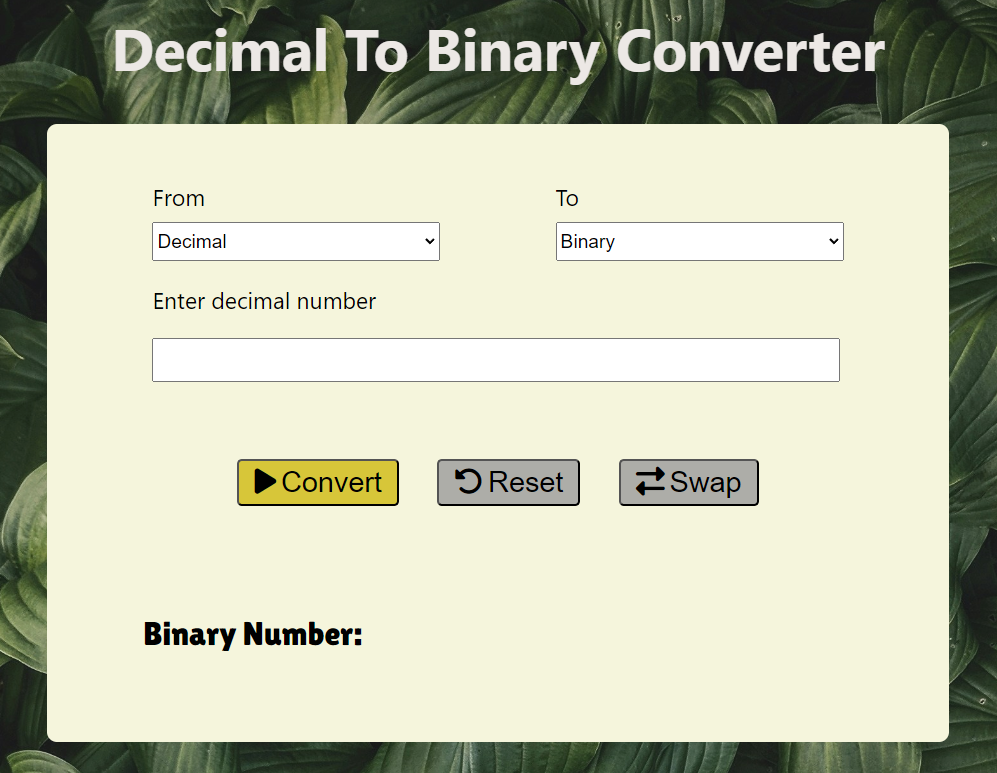 Decimal To Binary Converter
From To
Decimal Binary
Enter decimal number
Convert Reset Swap
Binary Number: